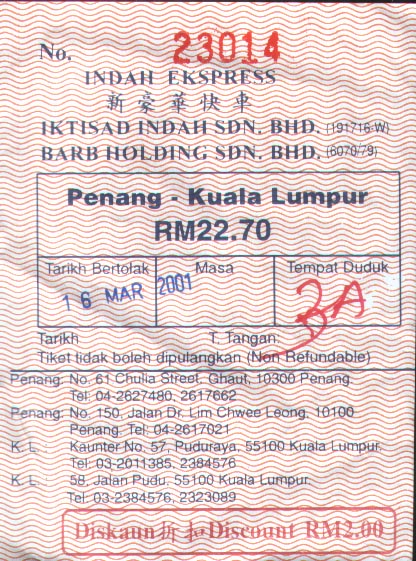 No. 23014
INDAH EKSPRESS
新豪華快車
IKTISAD INDAH SDN. BHD. (191716-W)
BARB HOLDING SDN. BHD. (6070/79)
Penang - Kuala Lumpur
RM22.70
Tarikh Bertolak Masa Tempat Duduk
16 MAR 2001 3A
Tarikh T. Tangan:
Tiket tidak boleh dipulangkan (Non Refundable)
Penang: No. 61 Chulia Street, Ghaut, 10300 Penang.
Tel: 04-2627480, 2617662
Penang: No. 150, Jalan Dr. Lim Chwee Leong, 10100
Penang. Tel: 04-2617021
K. L. : Kaunter No. 57, Puduraya, 55100 Kuala Lumpur.
Tel: 03-2011385, 2384576
K. L. : 58, Jalan Pudu, 55100 Kuala Lumpur.
Tel: 03-2384576, 2323089
Diskaun 折扣 Discount RM2.00